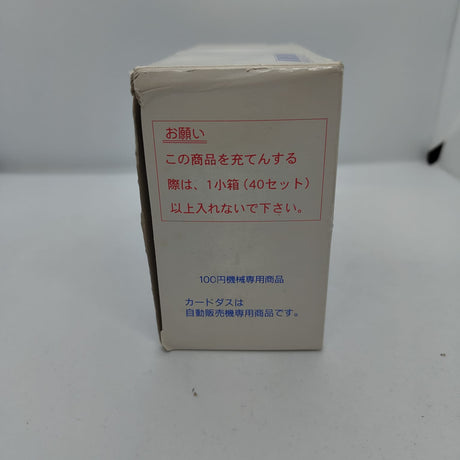 お願い
この商品を充てんする
際は、1小箱(40セット)
以上入れないで下さい。
100円機械専用商品
カードダスは
自動販売機専用商品です。